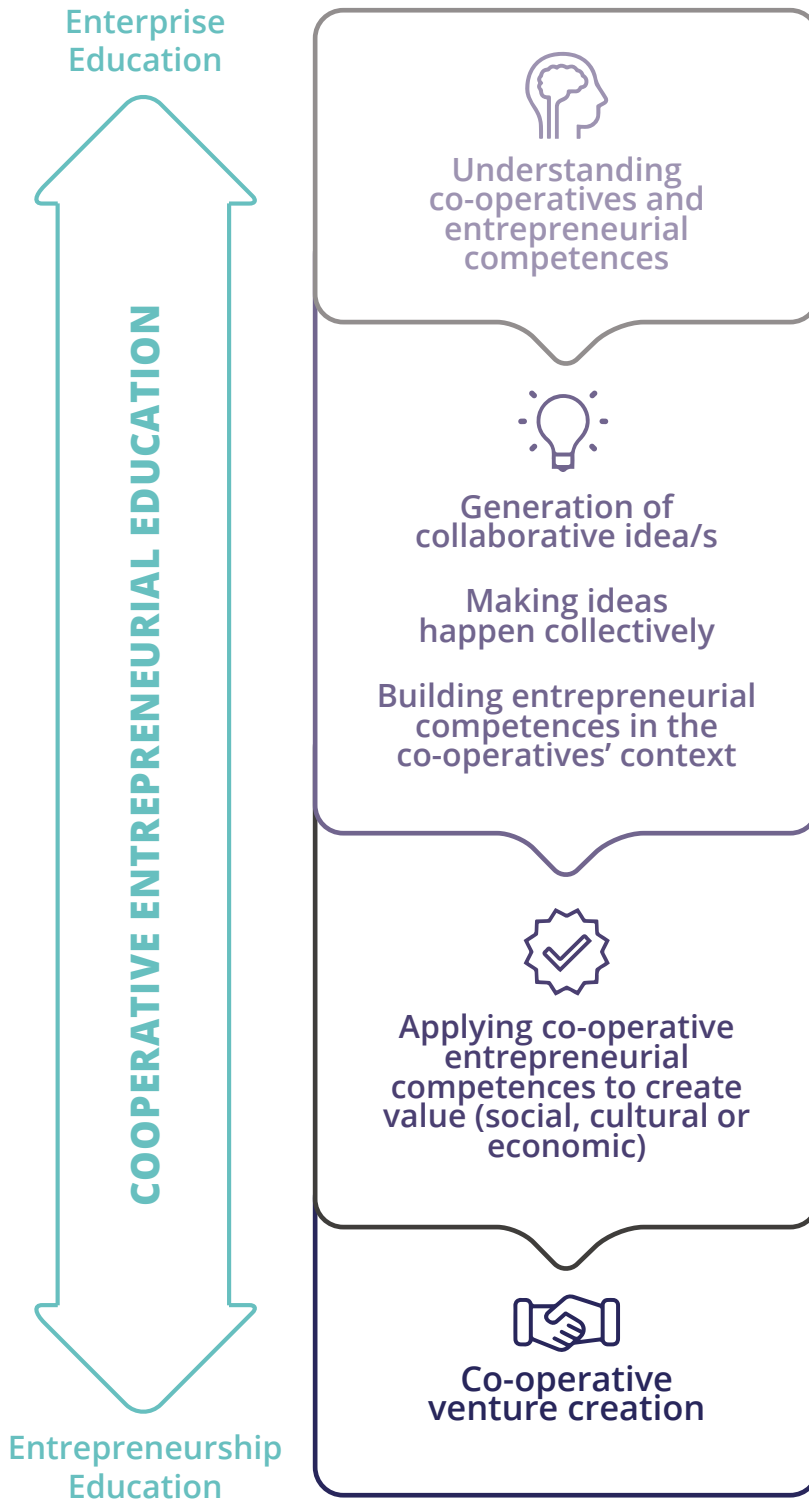 Enterprise
Education
COOPERATIVE ENTREPRENEURIAL EDUCATION
Entrepreneurship
Education
Understanding
co-operatives and
entrepreneurial
competences
Generation of
collaborative idea/s
Making ideas
happen collectively
Building entrepreneurial
competences in the
co-operatives’ context
Applying co-operative
entrepreneurial
competences to create
value (social, cultural or
economic)
Co-operative
venture creation